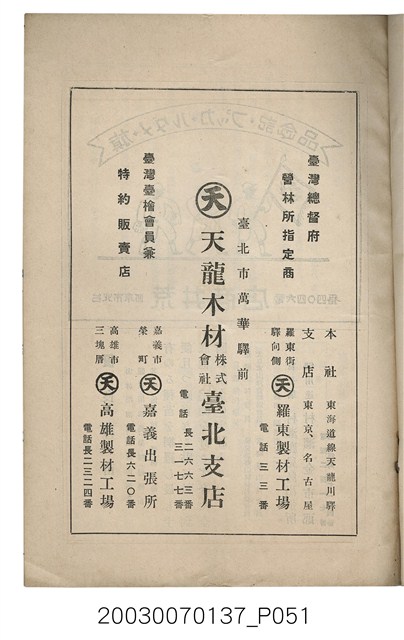 臺灣總督府
營林所指定商
臺灣臺檜會員兼
特約販賣店
臺北市萬華驛前
天
天龍木材株式會社臺北支店
電話 長二六六三番
三一七七番
本社 東海道線天龍川驛
支店 東京、名古屋
羅東街
驛向側
天
羅東製材工場
電話三三番
嘉義市
榮町
天
嘉義出張所
電話長六二〇番
高雄市
三塊厝
天
高雄製材工場
電話長二三二四番
20030070137_P051